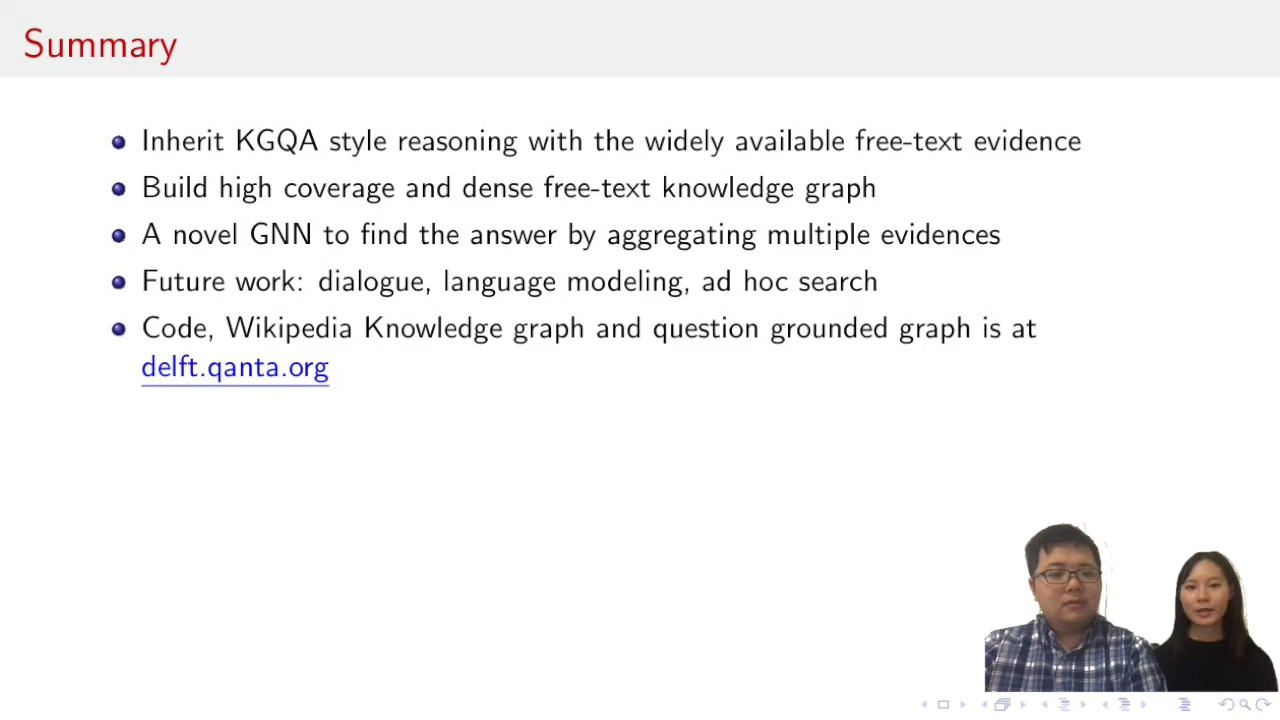 Summary
Inherit KGQA style reasoning with the widely available free-text evidence
Build high coverage and dense free-text knowledge graph
A novel GNN to find the answer by aggregating multiple evidences
Future work: dialogue, language modeling, ad hoc search
Code, Wikipedia Knowledge graph and question grounded graph is at
delft.qanta.org